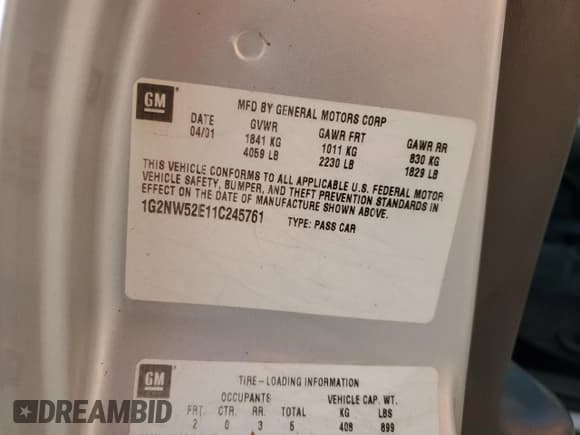 GM
MFD BY GENERAL MOTORS CORP
DATE GVWR GAWR FRT GAWR RR
04/01 1841 KG 1011 KG 830 KG
4059 LB 2230 LB 1829 LB
THIS VEHICLE CONFORMS TO ALL APPLICABLE U.S. FEDERAL MOTOR
VEHICLE SAFETY, BUMPER, AND THEFT PREVENTION STANDARDS IN
EFFECT ON THE DATE OF MANUFACTURE SHOWN ABOVE.
1G2NW52E11C245761 TYPE: PASS CAR
GM
TIRE-LOADING INFORMATION
OCCUPANTS VEHICLE CAP. WT.
FRT. CTR. RR. TOTAL KG LBS
2 0 3 5 408 899
DREAMBID